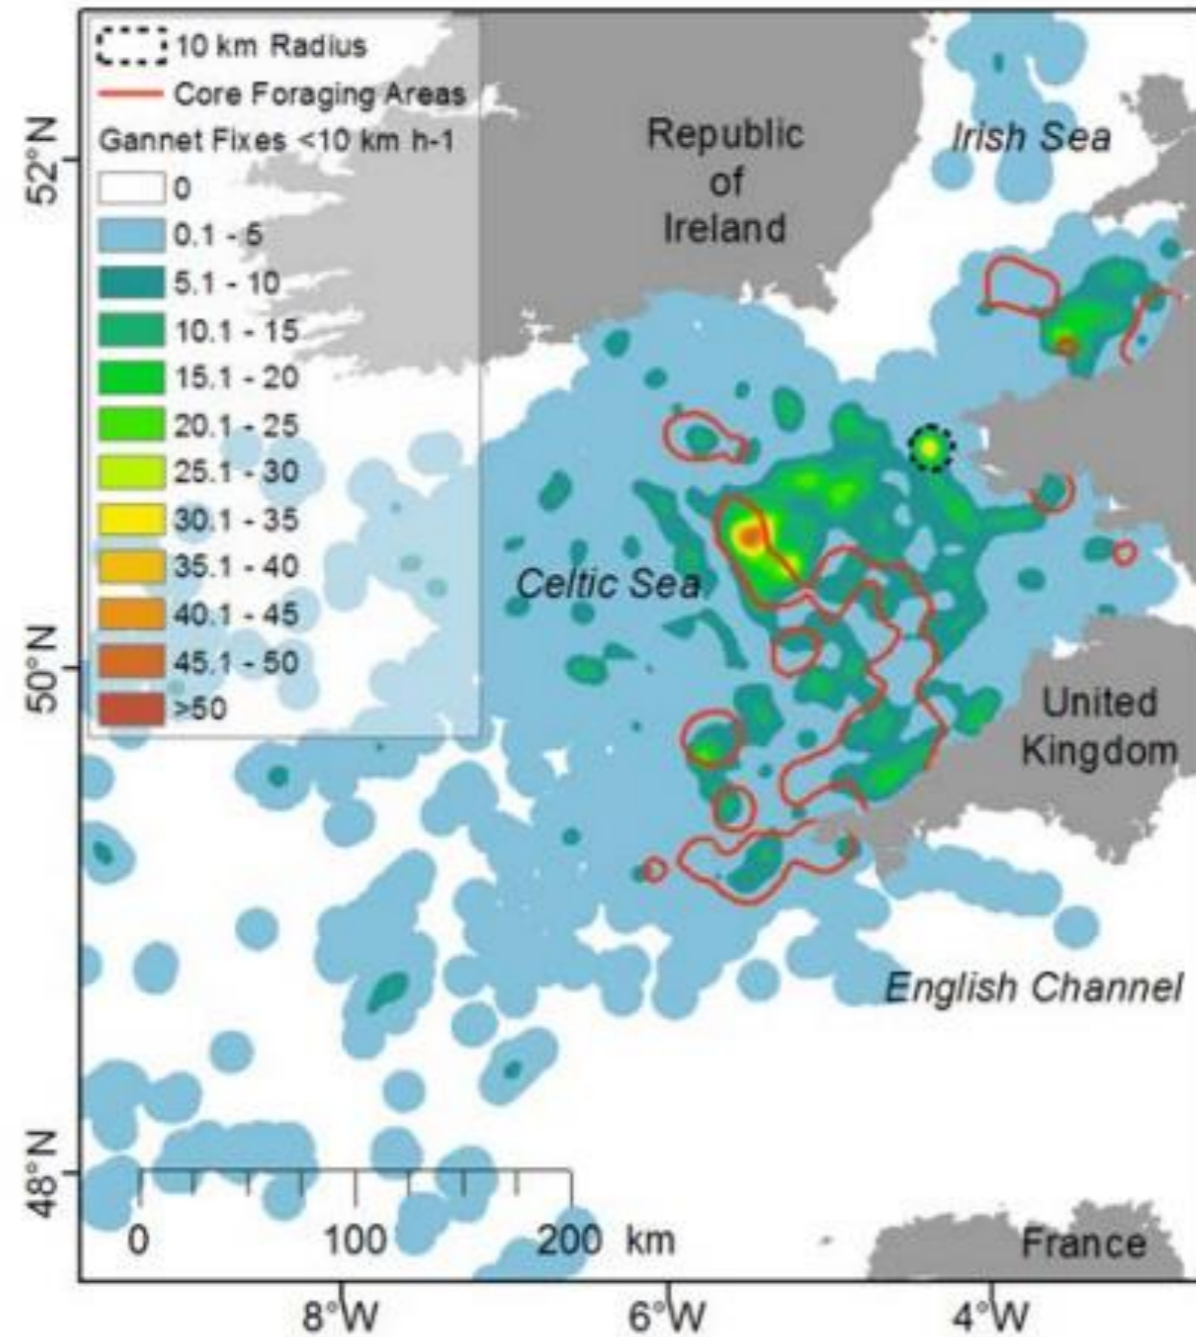 10 km Radius
Core Foraging Areas
Gannet Fixes <10 km h-1
0
0.1 - 5
5.1 - 10
10.1 - 15
15.1 - 20
20.1 - 25
25.1 - 30
30.1 - 35
35.1 - 40
40.1 - 45
45.1 - 50
>50
Republic
of
Ireland
Irish Sea
Celtic Sea
United
Kingdom
English Channel
France
52°N
50°N
48°N
0 100 200 km
8°W 6°W 4°W